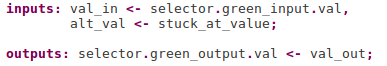 inputs: val_in <- selector.green_input.val,
alt_val <- stuck_at_value;
outputs: selector.green_output.val <- val_out;